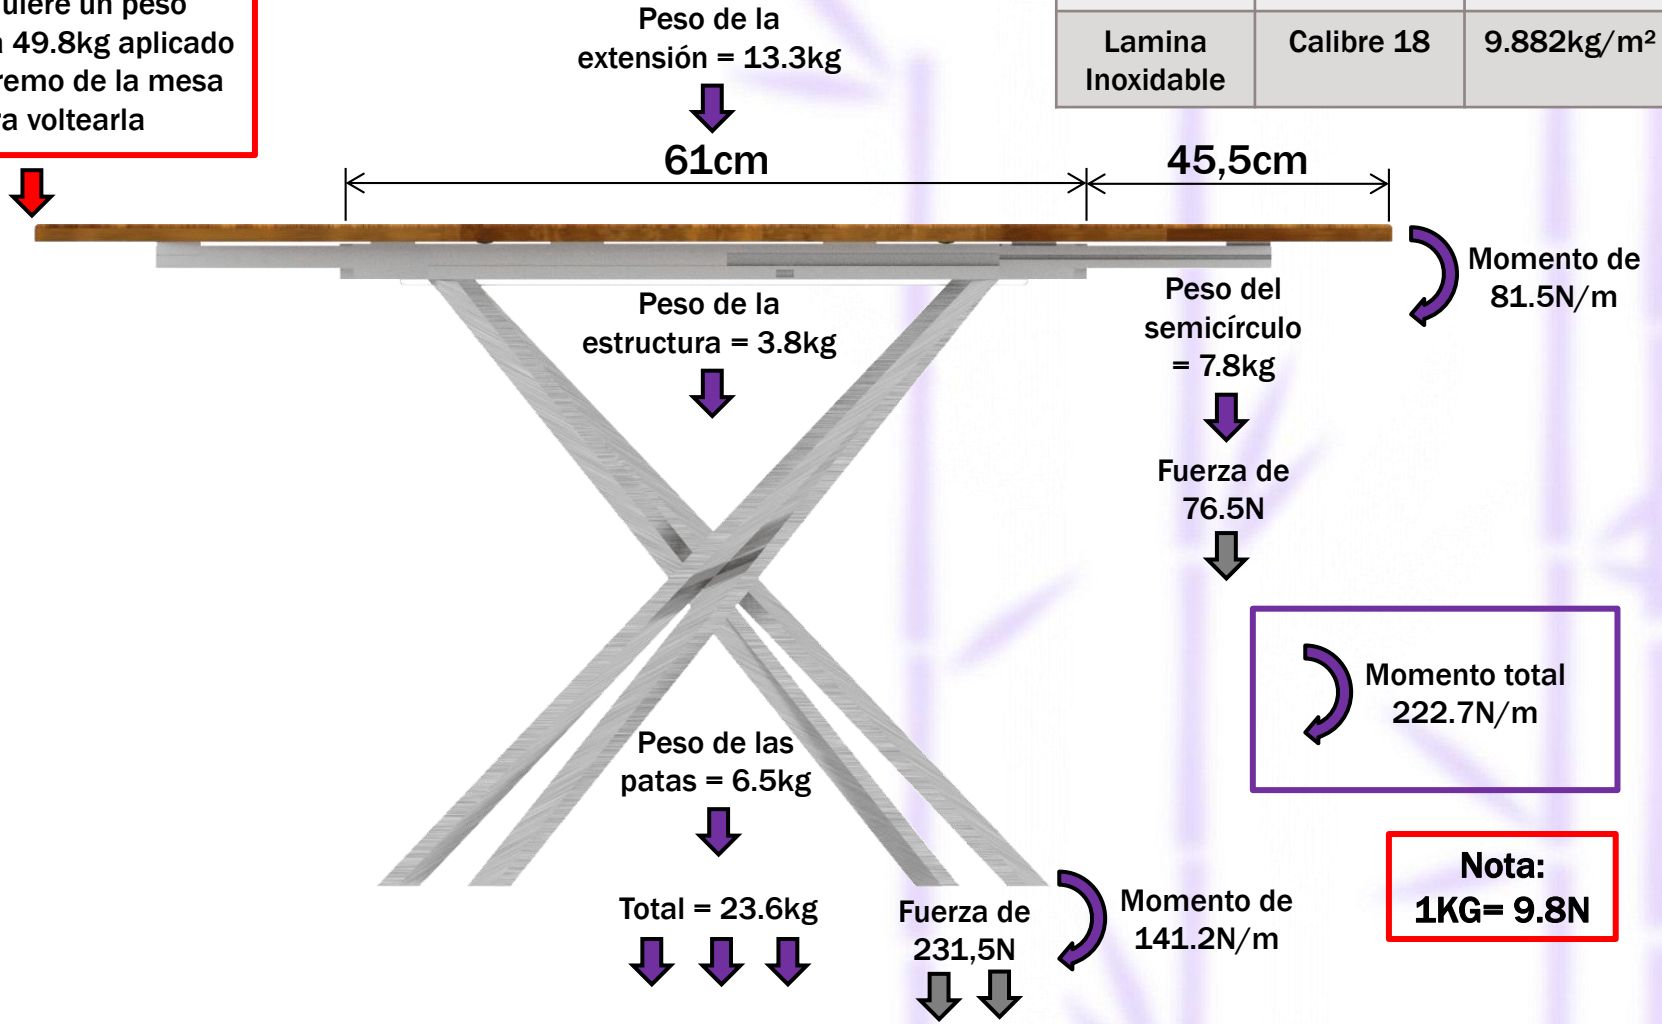 un peso
49.8kg aplicado
de la mesa
voltearla
Peso de la
extensión = 13.3kg
Lamina
Inoxidable
Calibre 18
9.882kg/m²
61cm
45,5cm
Momento de
81.5N/m
Peso de la
estructura = 3.8kg
Peso del
semicírculo
= 7.8kg
Fuerza de
76.5N
Momento total
222.7N/m
Peso de las
patas = 6.5kg
Nota:
1KG= 9.8N
Total = 23.6kg
Fuerza de
231,5N
Momento de
141.2N/m